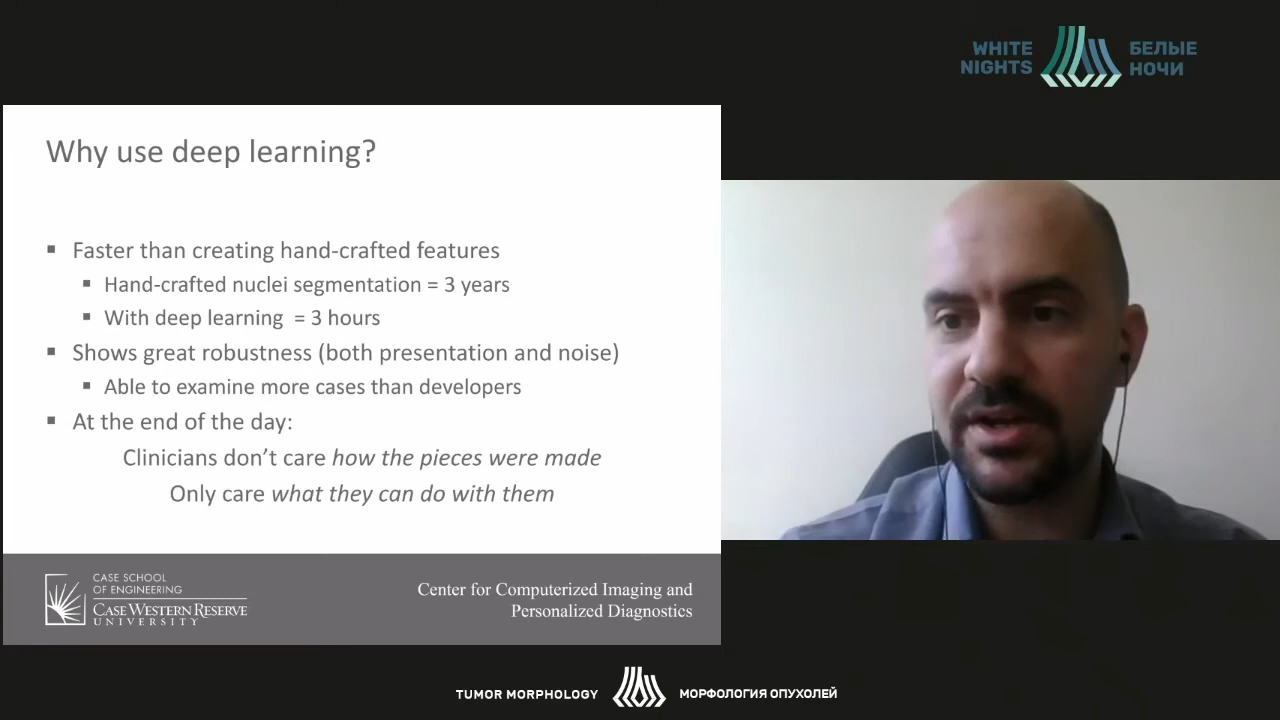 WHITE
NIGHTS
БЕЛЫЕ
НОЧИ
Why use deep learning?
▪ Faster than creating hand-crafted features
▪ Hand-crafted nuclei segmentation = 3 years
▪ With deep learning = 3 hours
▪ Shows great robustness (both presentation and noise)
▪ Able to examine more cases than developers
▪ At the end of the day:
Clinicians don’t care how the pieces were made
Only care what they can do with them
CASE SCHOOL
OF ENGINEERING
CASE WESTERN RESERVE
UNIVERSITY
Center for Computerized Imaging and
Personalized Diagnostics
TUMOR MORPHOLOGY
МОРФОЛОГИЯ ОПУХОЛЕЙ